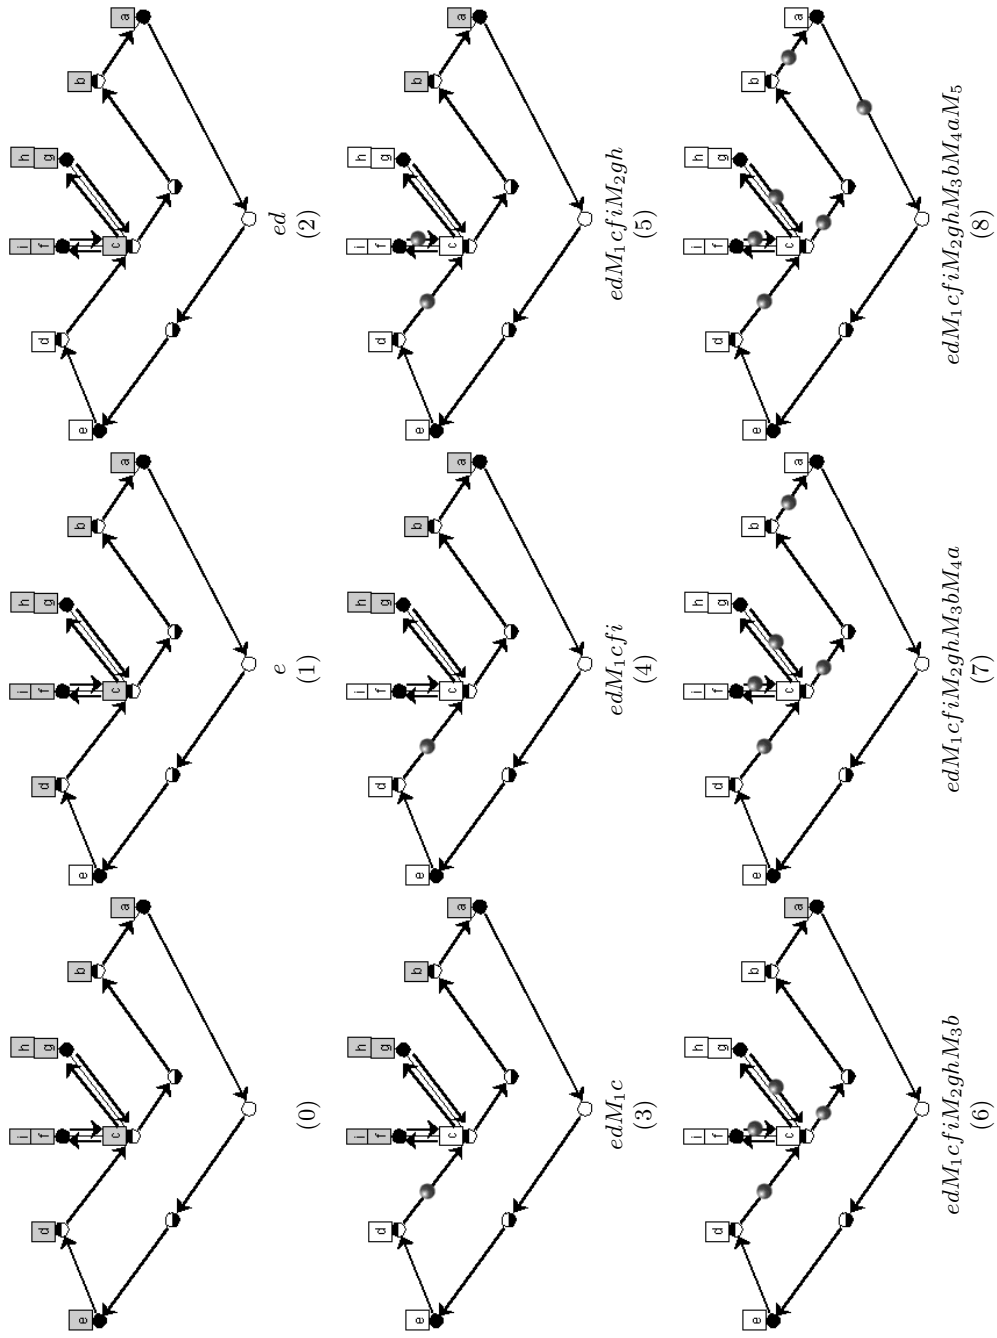 i h
d f g
e b
c a
(0)
i h
d f g
e b
c a
e
(1)
i h
d f g
e b
c a
ed
(2)
i h
d f g
e b
c a
edM₁c
(3)
i h
d f g
e b
c a
edM₁cfi
(4)
i h
d f g
e b
c a
edM₁cfiM₂gh
(5)
i h
d f g
e b
c a
edM₁cfiM₂ghM₃b
(6)
i h
d f g
e b
c a
edM₁cfiM₂ghM₃bM₄a
(7)
i h
d f g
e b
c a
edM₁cfiM₂ghM₃bM₄aM₅
(8)